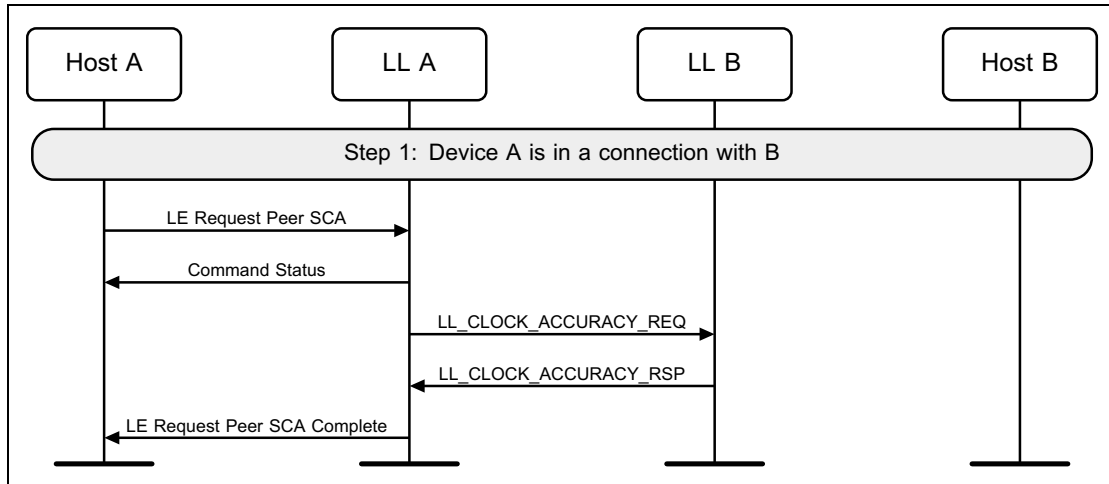 Host A
LL A
LL B
Host B
Step 1: Device A is in a connection with B
LE Request Peer SCA
Command Status
LL_CLOCK_ACCURACY_REQ
LL_CLOCK_ACCURACY_RSP
LE Request Peer SCA Complete